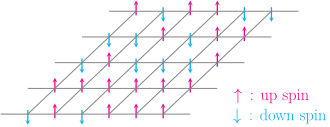 ↑ : up spin
↓ : down spin